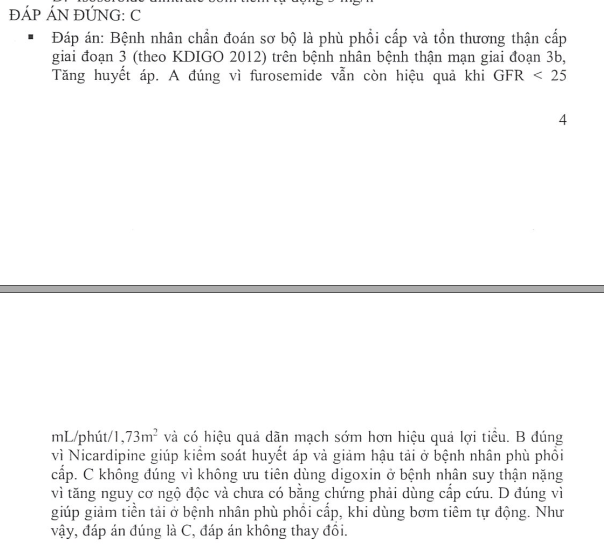 ĐÁP ÁN ĐÚNG: C
▪ Đáp án: Bệnh nhân chẩn đoán sơ bộ là phù phổi cấp và tổn thương thận cấp
giai đoạn 3 (theo KDIGO 2012) trên bệnh nhân bệnh thận mạn giai đoạn 3b,
Tăng huyết áp. A đúng vì furosemide vẫn còn hiệu quả khi GFR < 25
4
mL/phút/1,73m² và có hiệu quả dãn mạch sớm hơn hiệu quả lợi tiểu. B đúng
vì Nicardipine giúp kiểm soát huyết áp và giảm hậu tải ở bệnh nhân phù phổi
cấp. C không đúng vì không ưu tiên dùng digoxin ở bệnh nhân suy thận nặng
vì tăng nguy cơ ngộ độc và chưa có bằng chứng phải dùng cấp cứu. D đúng vì
giúp giảm tiền tải ở bệnh nhân phù phổi cấp, khi dùng bơm tiêm tự động. Như
vậy, đáp án đúng là C, đáp án không thay đổi.